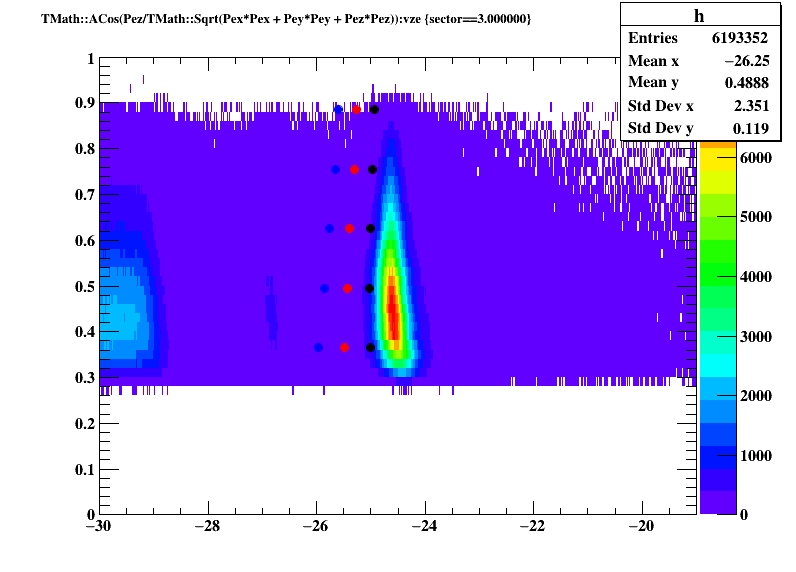 TMath::ACos(Pez/TMath::Sqrt(Pex*Pex + Pey*Pey + Pez*Pez)):vze {sector==3.000000}
h
Entries 6193352
Mean x −26.25
Mean y 0.4888
Std Dev x 2.351
Std Dev y 0.119
1
0.9
0.8
0.7
0.6
0.5
0.4
0.3
0.2
0.1
0
−30 −28 −26 −24 −22 −20
6000
5000
4000
3000
2000
1000
0